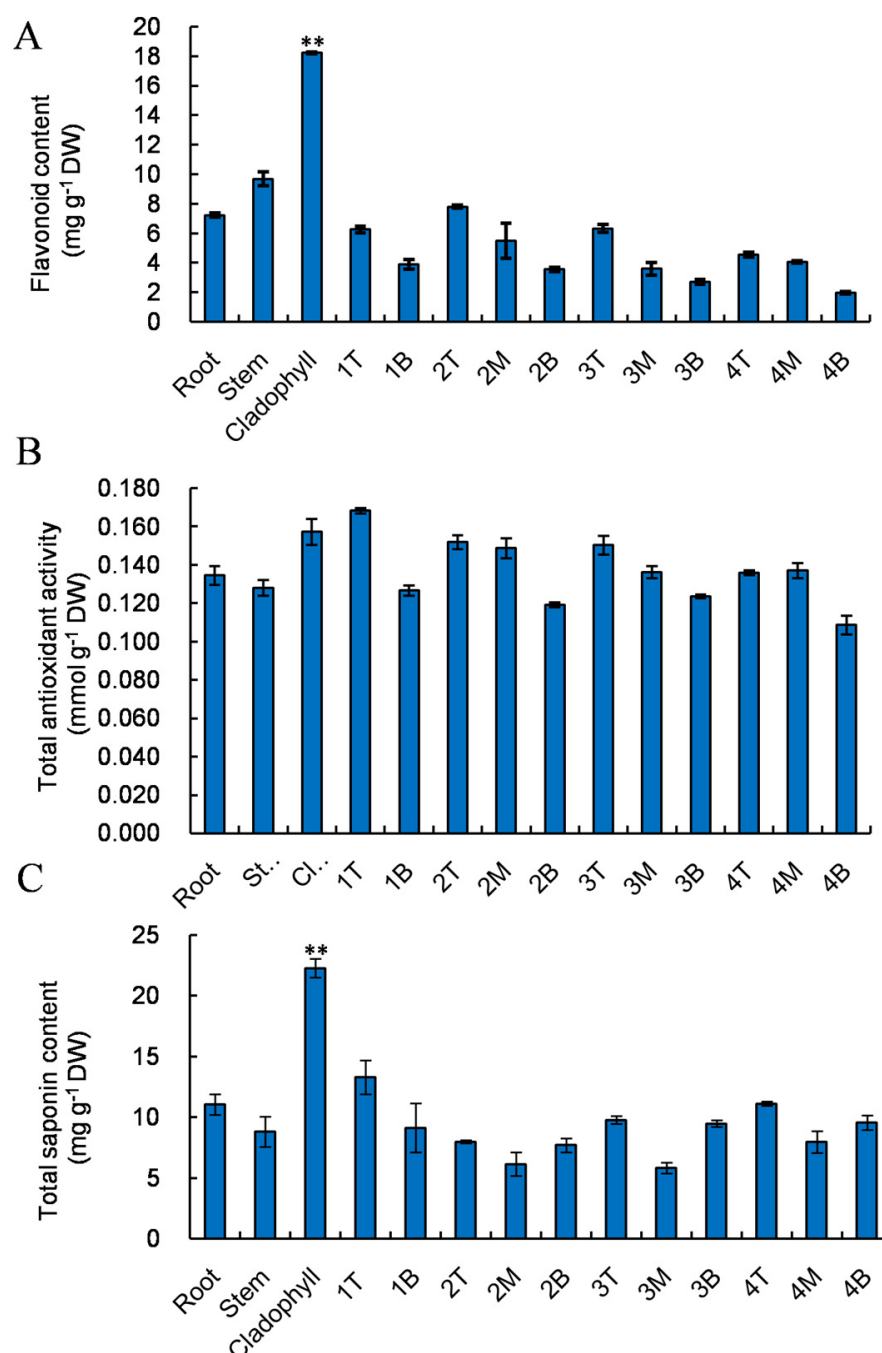 A
Flavonoid content
(mg g⁻¹ DW)
20
18
16
14
12
10
8
6
4
2
0
**
Root
Stem
Cladophyll
1T
1B
2T
2M
2B
3T
3M
3B
4T
4M
4B
B
Total antioxidant activity
(mmol g⁻¹ DW)
0.180
0.160
0.140
0.120
0.100
0.080
0.060
0.040
0.020
0.000
Root
St..
Cl..
1T
1B
2T
2M
2B
3T
3M
3B
4T
4M
4B
C
Total saponin content
(mg g⁻¹ DW)
25
20
15
10
5
0
**
Root
Stem
Cladophyll
1T
1B
2T
2M
2B
3T
3M
3B
4T
4M
4B